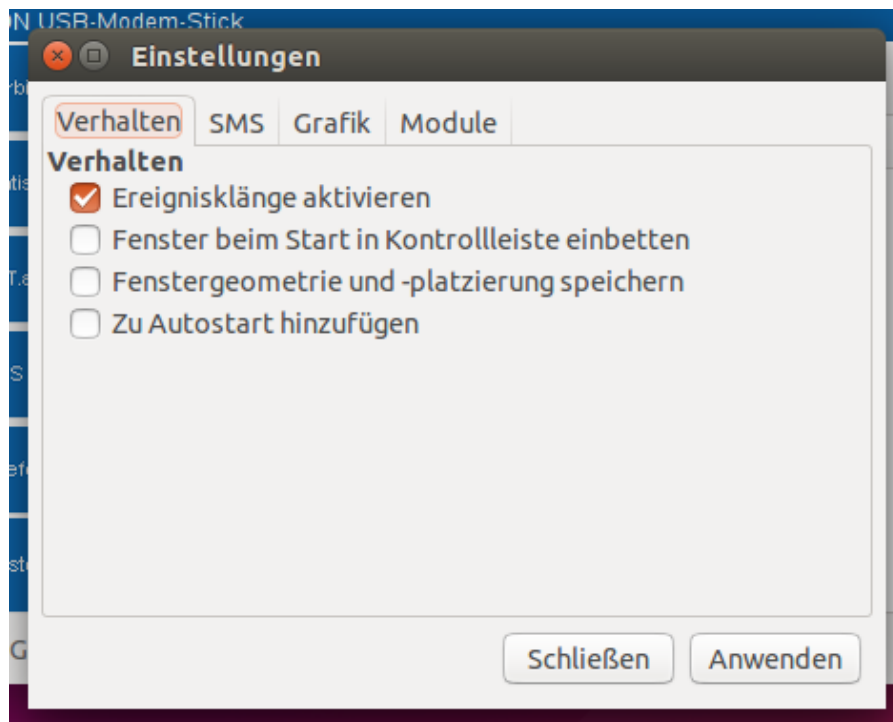 USB-Modem-Stick
Einstellungen
Verhalten SMS Grafik Module
Verhalten
Ereignisklänge aktivieren
Fenster beim Start in Kontrollleiste einbetten
Fenstergeometrie und -platzierung speichern
Zu Autostart hinzufügen
Schließen Anwenden